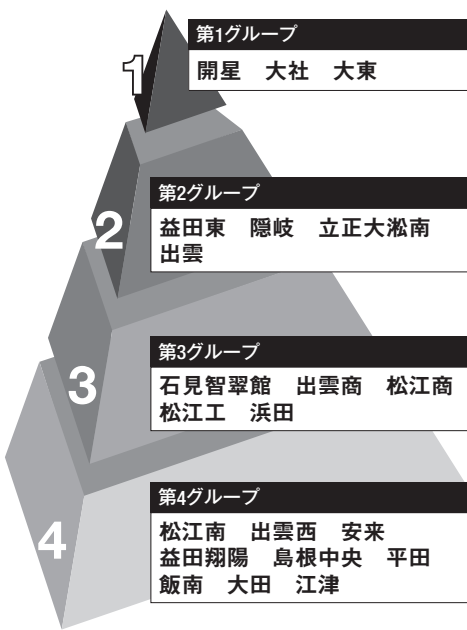 1
第1グループ
開星　大社　大東
2
第2グループ
益田東　隠岐　立正大淞南
出雲
3
第3グループ
石見智翠館　出雲商　松江商
松江工　浜田
4
第4グループ
松江南　出雲西　安来
益田翔陽　島根中央　平田
飯南　大田　江津